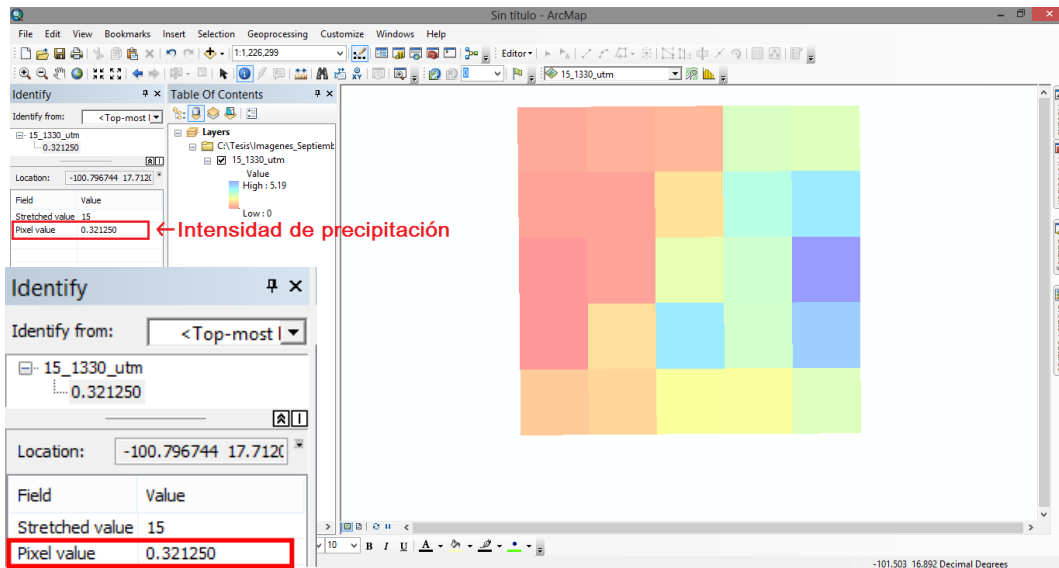 Sin título - ArcMap
File Edit View Bookmarks Insert Selection Geoprocessing Customize Windows Help
1:1,226,299
Editor
15_1330_utm
Identify
Identify from: <Top-most l
15_1330_utm
0.321250
Location: -100.796744 17.712
Field Value
Stretched value 15
Pixel value 0.321250
Table Of Contents
Layers
C:\Tesis\Imagenes_Septiemb
15_1330_utm
Value
High : 5.19
Low : 0
←Intensidad de precipitación
Identify
Identify from: <Top-most l
15_1330_utm
0.321250
Location: -100.796744 17.712
Field Value
Stretched value 15
Pixel value 0.321250
10 B I U A
-101.503 16.892 Decimal Degrees